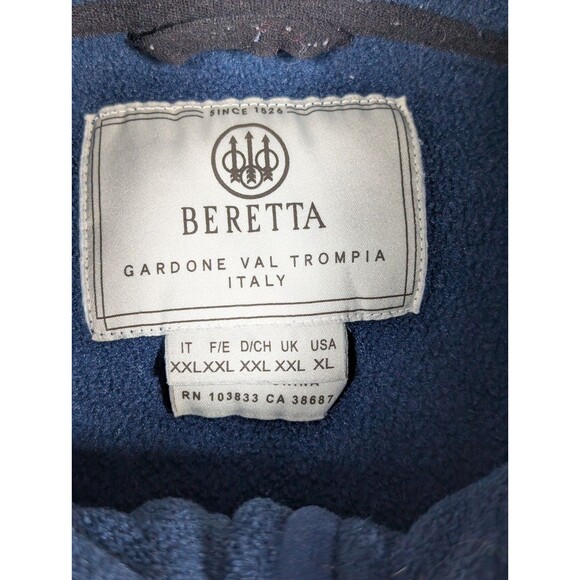 SINCE 1526
BERETTA
GARDONE VAL TROMPIA
ITALY
IT F/E D/CH UK USA
XXL XXL XXL XXL XL
RN 103833 CA 38687